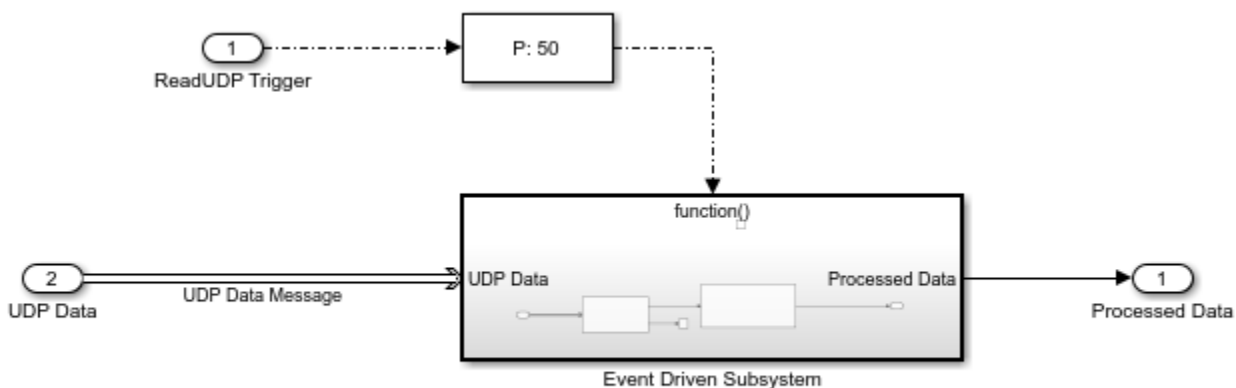 1
P: 50
ReadUDP Trigger
function()
2
UDP Data
Processed Data
1
UDP Data Message
UDP Data
Processed Data
Event Driven Subsystem